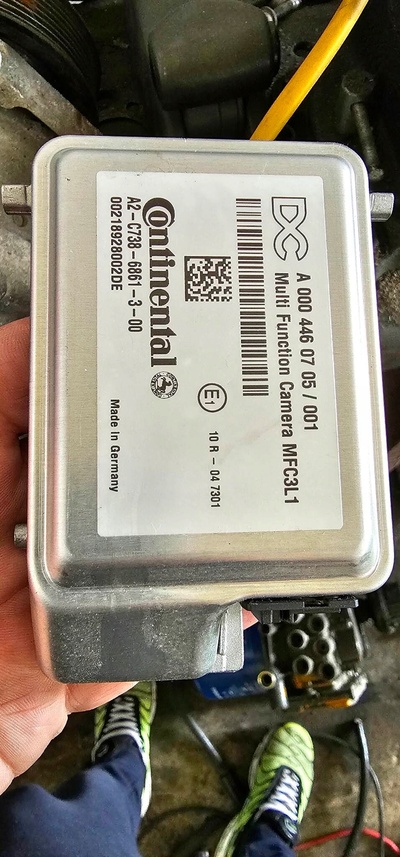 DC
A 000 446 07 05 / 001
Multi Function Camera MFC3L1
E1
10 R - 04 7301
Continental
A2-C738-6861-3-00
00218928002DE
Made in Germany